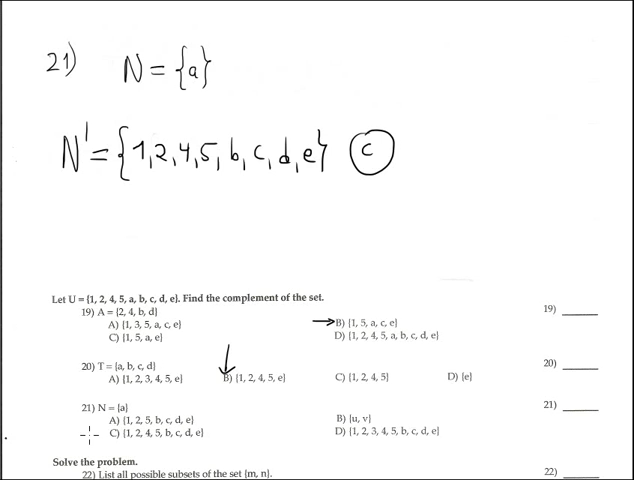 21) N = {a}
N' = {1,2,4,5,b,c,d,e} C
Let U = {1, 2, 4, 5, a, b, c, d, e}. Find the complement of the set.
19) A = {2, 4, b, d} 19) ______
A) {1, 3, 5, a, c, e} B) {1, 5, a, c, e}
C) {1, 5, a, e} D) {1, 2, 4, 5, a, b, c, d, e}
20) T = {a, b, c, d} 20) ______
A) {1, 2, 3, 4, 5, e} B) {1, 2, 4, 5, e} C) {1, 2, 4, 5} D) {e}
21) N = {a} 21) ______
A) {1, 2, 5, b, c, d, e} B) {u, v}
C) {1, 2, 4, 5, b, c, d, e} D) {1, 2, 3, 4, 5, b, c, d, e}
Solve the problem.
22) List all possible subsets of the set {m, n}. 22) ______